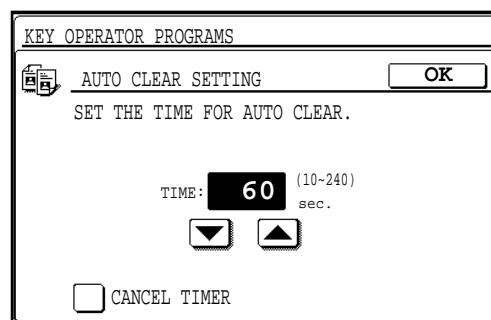 KEY OPERATOR PROGRAMS
AUTO CLEAR SETTING
OK
SET THE TIME FOR AUTO CLEAR.
TIME: 60 (10~240) sec.
CANCEL TIMER